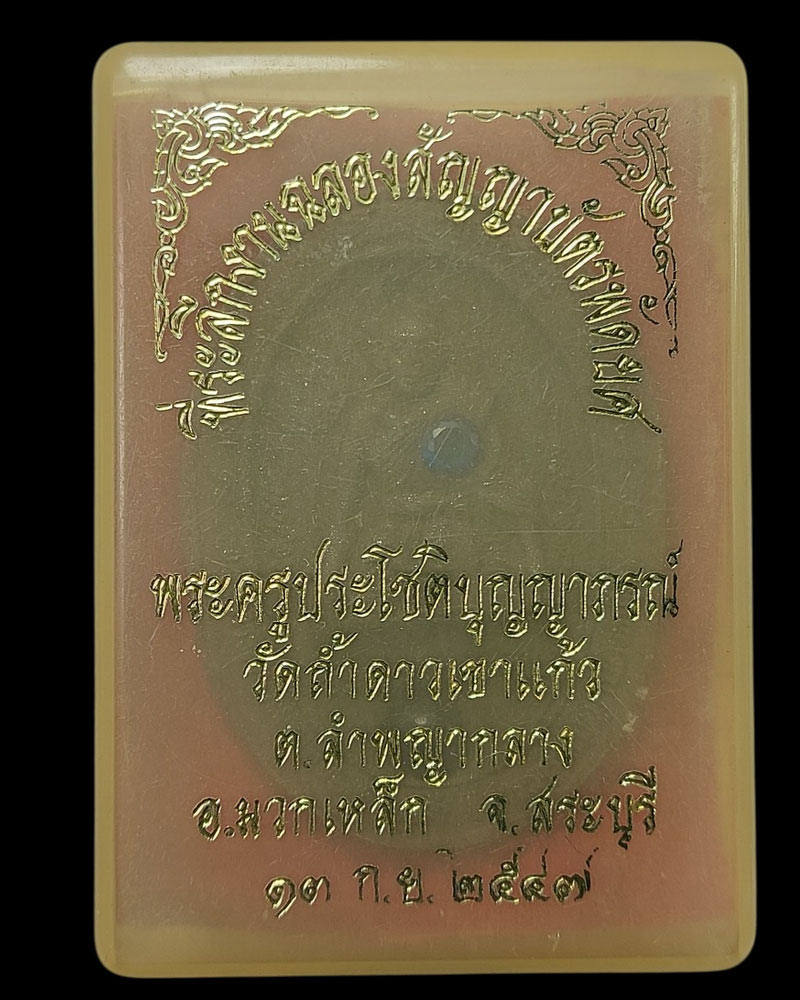 ที่ระลึกงานฉลองสัญญาบัตรพัดยศ
พระครูประโชติบุญญาภรณ์
วัดถ้ำดาวเขาแก้ว
ต.ลำพญากลาง
อ.มวกเหล็ก จ.สระบุรี
๑๓ ก.ย. ๒๕๔๗